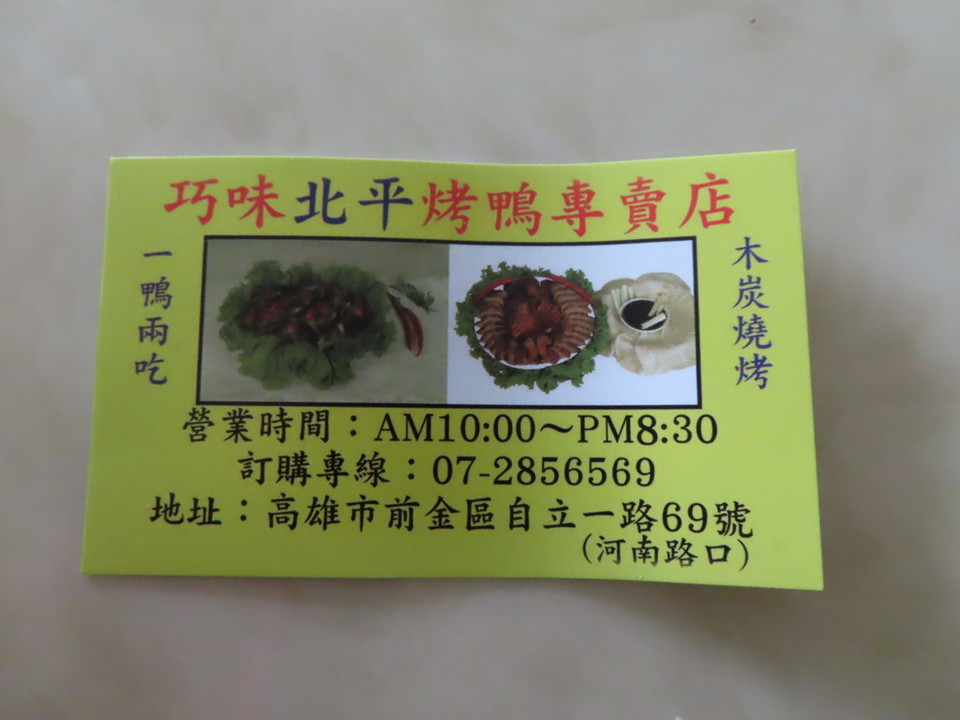 巧味北平烤鴨專賣店
一鴨兩吃
木炭燒烤
營業時間：AM10:00～PM8:30
訂購專線：07-2856569
地址：高雄市前金區自立一路69號
(河南路口)